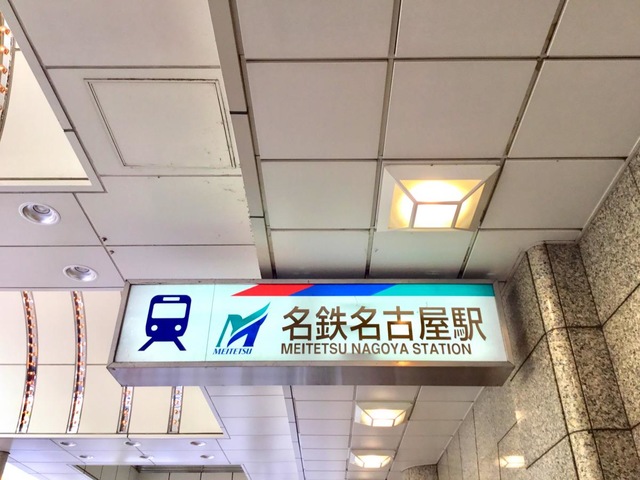 名鉄名古屋駅
MEITETSU
MEITETSU NAGOYA STATION